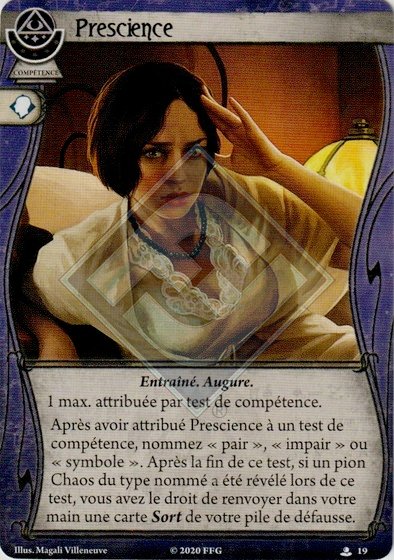 Prescience
COMPÉTENCE
Entraîné. Augure.
1 max. attribuée par test de compétence.
Après avoir attribué Prescience à un test de
compétence, nommez « pair », « impair » ou
« symbole ». Après la fin de ce test, si un pion
Chaos du type nommé a été révélé lors de ce
test, vous avez le droit de renvoyer dans votre
main une carte Sort de votre pile de défausse.
Illus. Magali Villeneuve © 2020 FFG 19